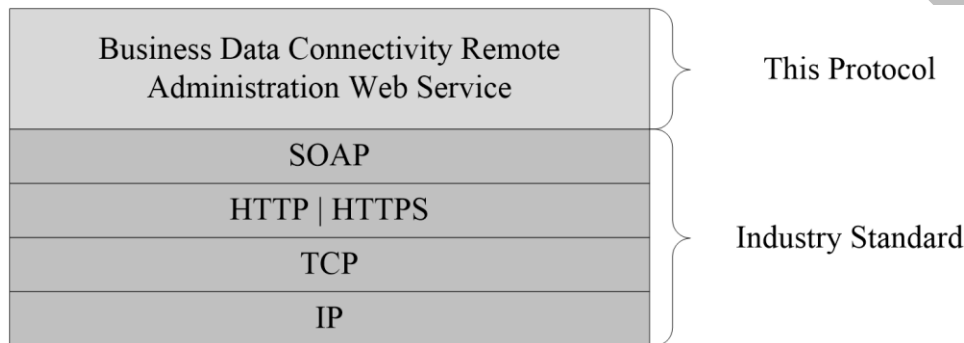 Business Data Connectivity Remote
Administration Web Service
This Protocol
SOAP
HTTP | HTTPS
Industry Standard
TCP
IP